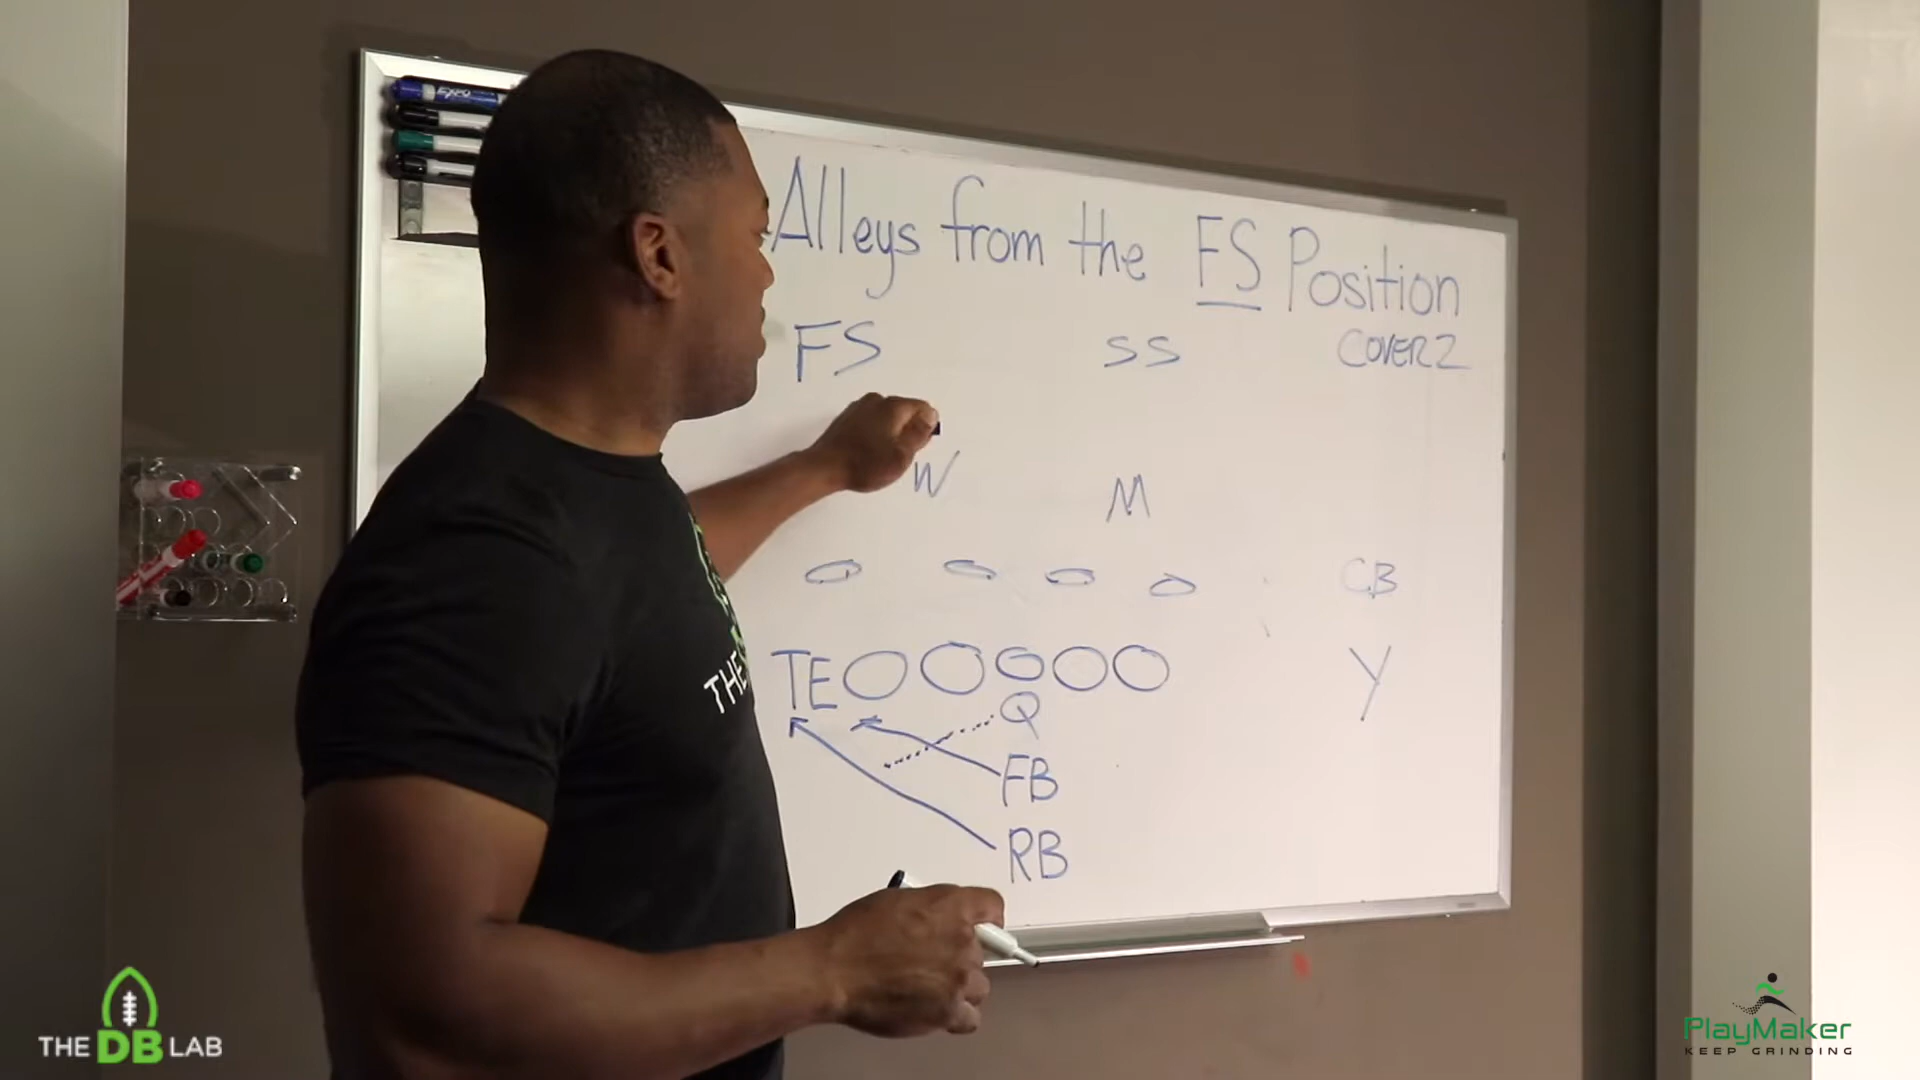 EXPO
Alleys from the FS Position
FS SS COVER 2
W M
CB
TE Y
Q
FB
RB
THE
THE DB LAB
PlayMaker
KEEP GRINDING